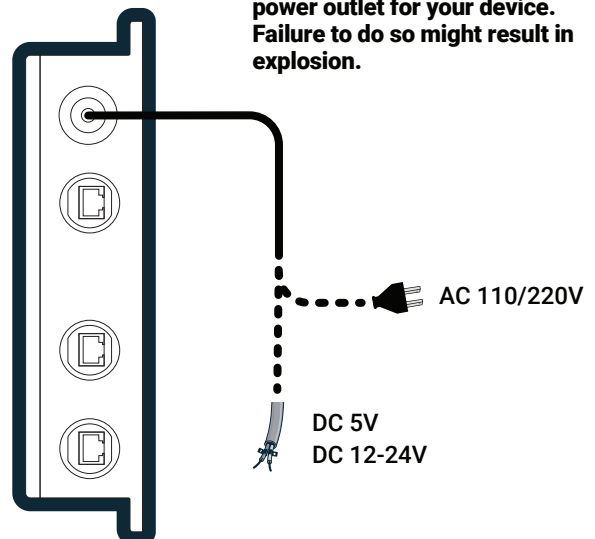 power outlet for your device.
Failure to do so might result in
explosion.
AC 110/220V
DC 5V
DC 12-24V